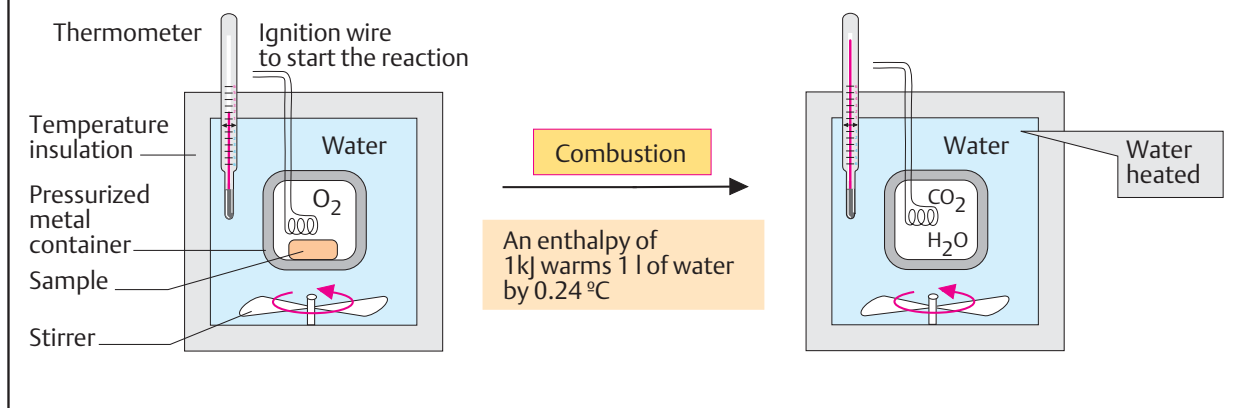 Thermometer
Ignition wire
to start the reaction
Temperature
insulation
Water
Pressurized
metal
container
O2
Sample
Stirrer
Combustion
An enthalpy of
1kJ warms 1 l of water
by 0.24 ºC
Water
CO2
H2O
Water
heated